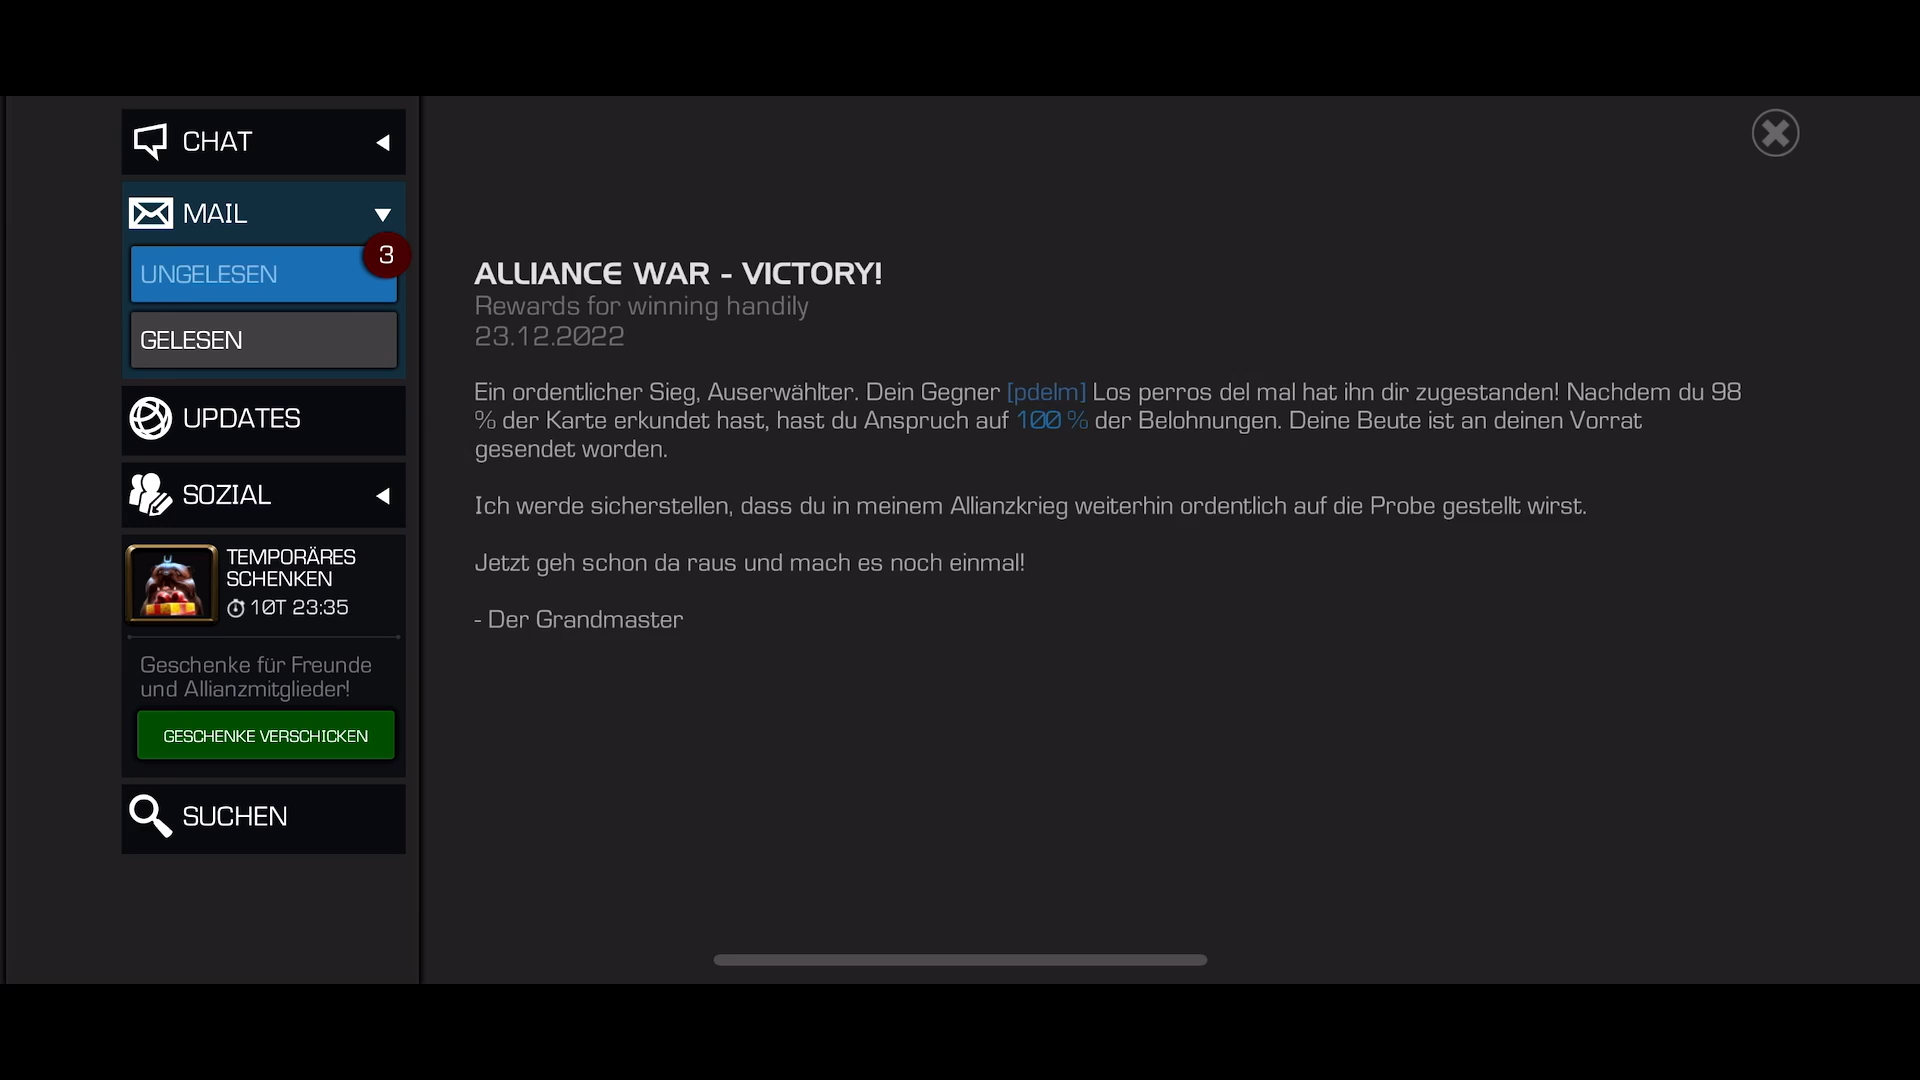 CHAT
MAIL
3
UNGELESEN
GELESEN
UPDATES
SOZIAL
TEMPORÄRES
SCHENKEN
10T 23:35
Geschenke für Freunde
und Allianzmitglieder!
GESCHENKE VERSCHICKEN
SUCHEN
ALLIANCE WAR - VICTORY!
Rewards for winning handily
23.12.2022
Ein ordentlicher Sieg, Auserwählter. Dein Gegner [pdelm] Los perros del mal hat ihn dir zugestanden! Nachdem du 98
% der Karte erkundet hast, hast du Anspruch auf 100 % der Belohnungen. Deine Beute ist an deinen Vorrat
gesendet worden.
Ich werde sicherstellen, dass du in meinem Allianzkrieg weiterhin ordentlich auf die Probe gestellt wirst.
Jetzt geh schon da raus und mach es noch einmal!
- Der Grandmaster